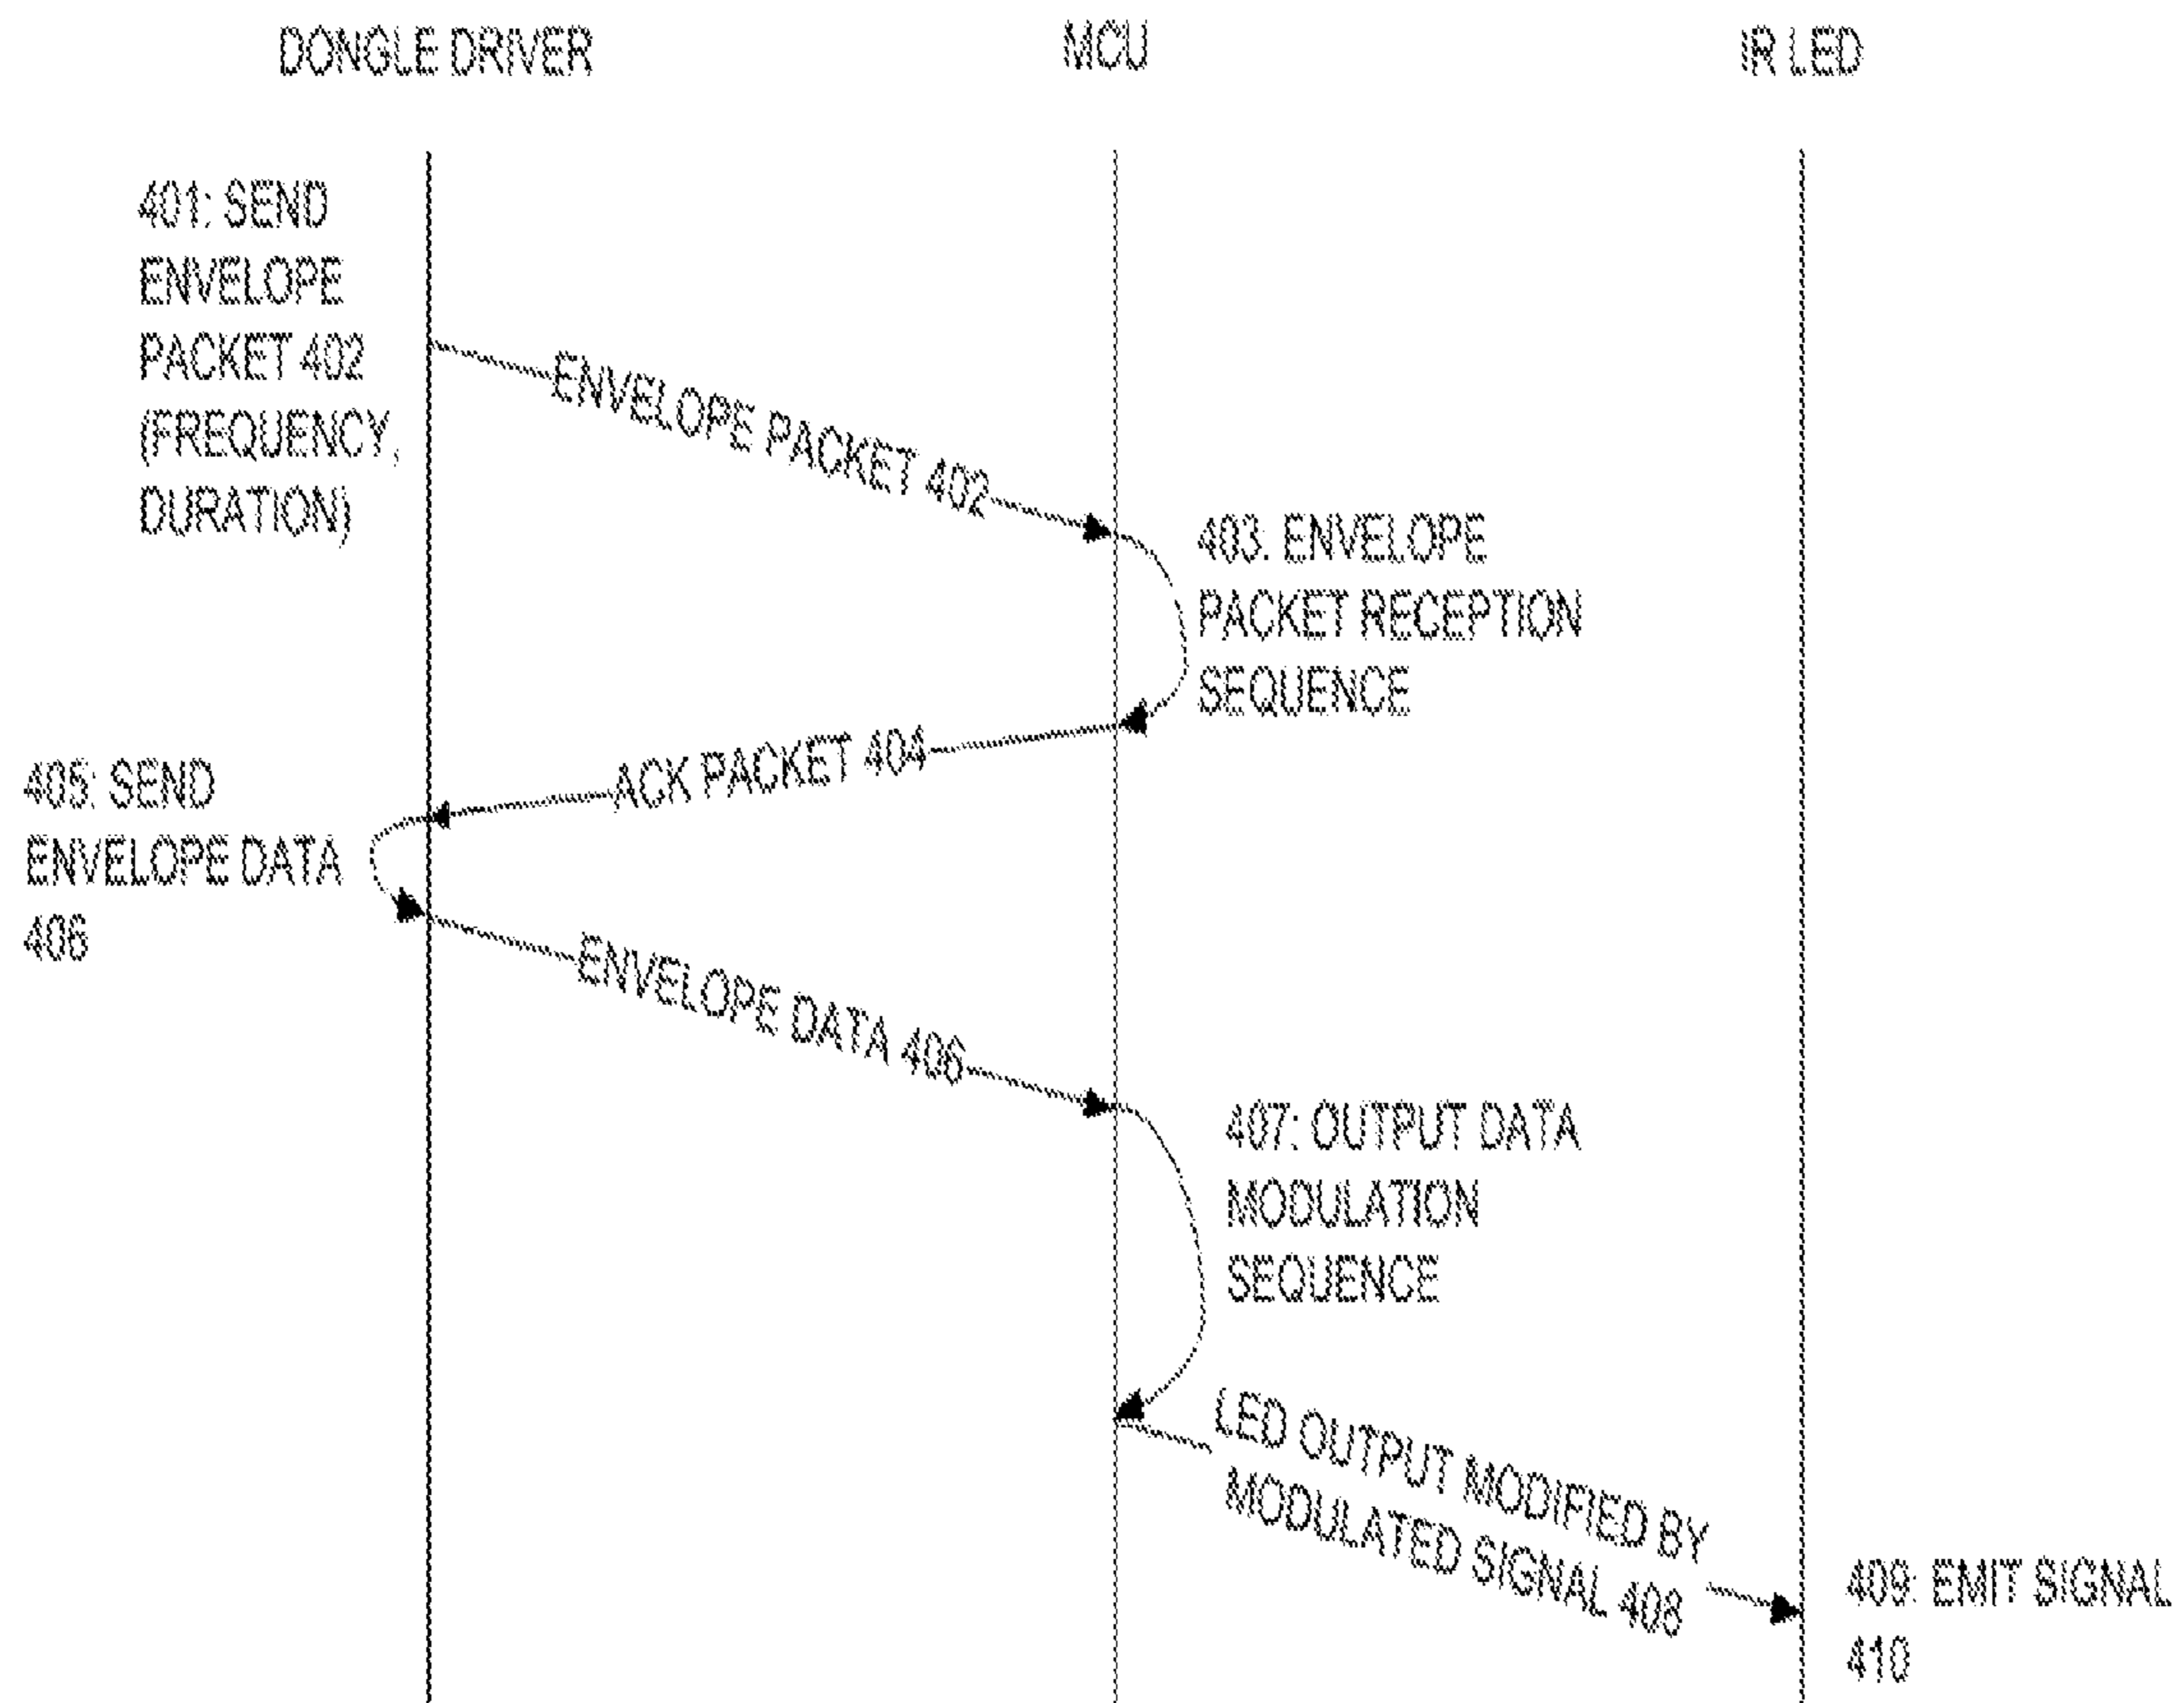 DONGLE DRIVER
MCU
IR LED
401: SEND
ENVELOPE
PACKET 402
(FREQUENCY,
DURATION)
ENVELOPE PACKET 402
403: ENVELOPE
PACKET RECEPTION
SEQUENCE
ACK PACKET 404
405: SEND
ENVELOPE DATA
406
ENVELOPE DATA 406
407: OUTPUT DATA
MODULATION
SEQUENCE
LED OUTPUT MODIFIED BY
MODULATED SIGNAL 408
409: EMIT SIGNAL
410